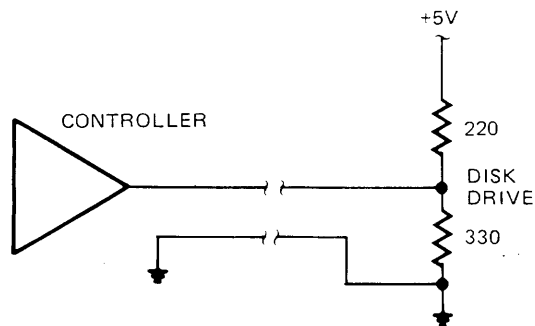 +5V
CONTROLLER
220
DISK
DRIVE
330